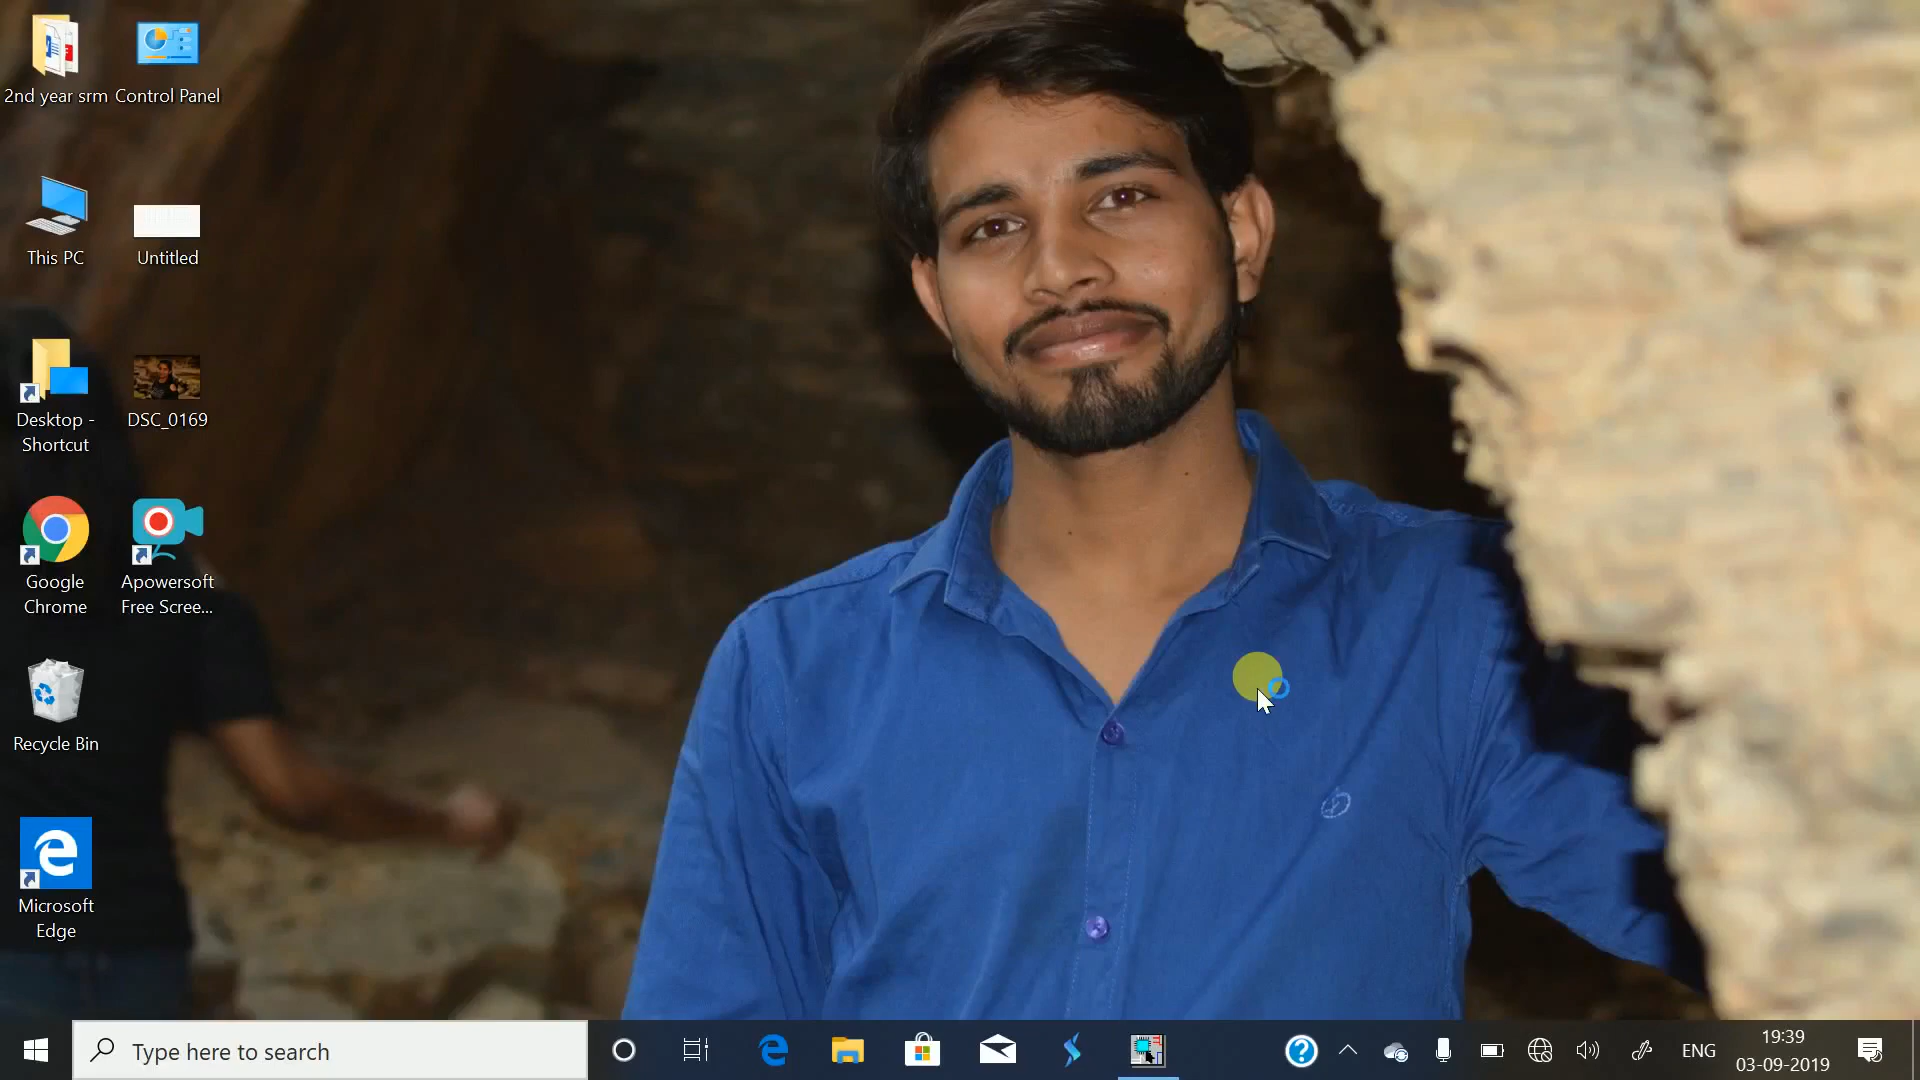 2nd year srm
Control Panel
This PC
Untitled
Desktop -
Shortcut
DSC_0169
Google
Chrome
Apowersoft
Free Scree...
Recycle Bin
Microsoft
Edge
Type here to search
ENG
19:39
03-09-2019